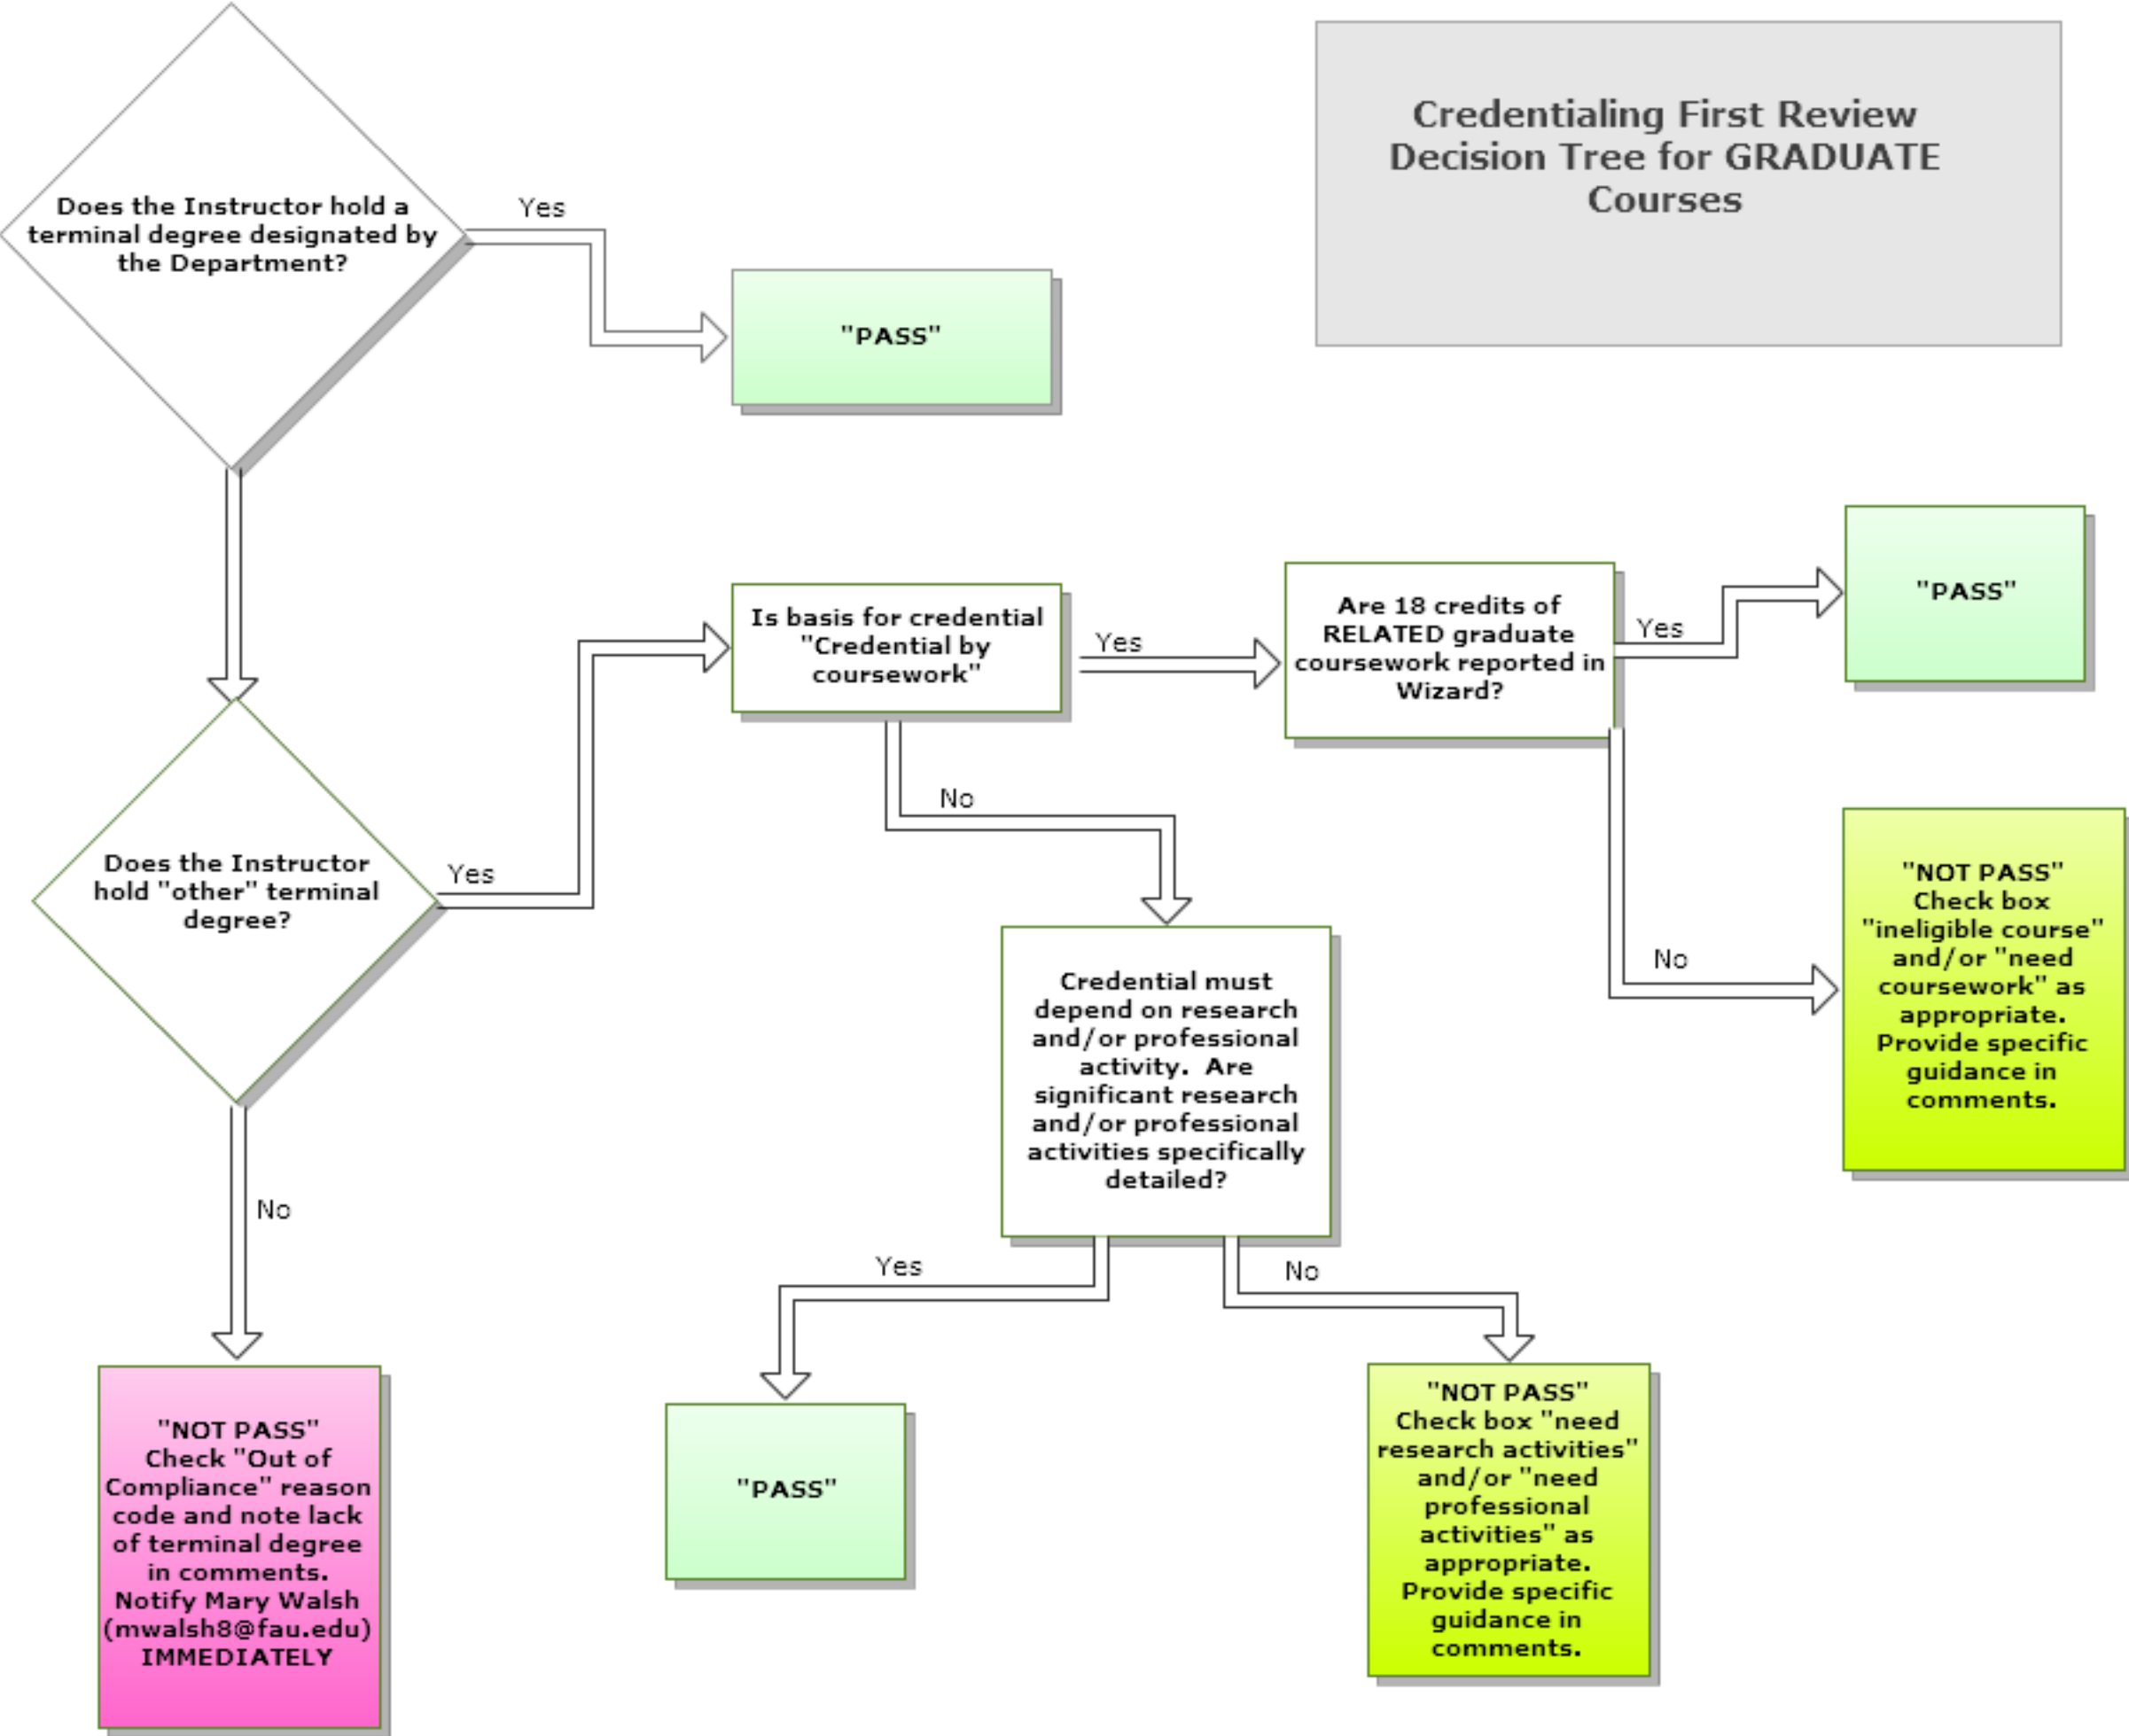 Credentialing First Review
Decision Tree for GRADUATE
Courses
Does the Instructor hold a
terminal degree designated by
the Department?
Yes
"PASS"
Does the Instructor
hold "other" terminal
degree?
Yes
Is basis for credential
"Credential by
coursework"
Yes
Are 18 credits of
RELATED graduate
coursework reported in
Wizard?
Yes
"PASS"
No
"NOT PASS"
Check box
"ineligible course"
and/or "need
coursework" as
appropriate.
Provide specific
guidance in
comments.
No
Credential must
depend on research
and/or professional
activity.  Are
significant research
and/or professional
activities specifically
detailed?
Yes
"PASS"
No
"NOT PASS"
Check box "need
research activities"
and/or "need
professional
activities" as
appropriate.
Provide specific
guidance in
comments.
No
"NOT PASS"
Check "Out of
Compliance" reason
code and note lack
of terminal degree
in comments.
Notify Mary Walsh
(mwalsh8@fau.edu)
IMMEDIATELY